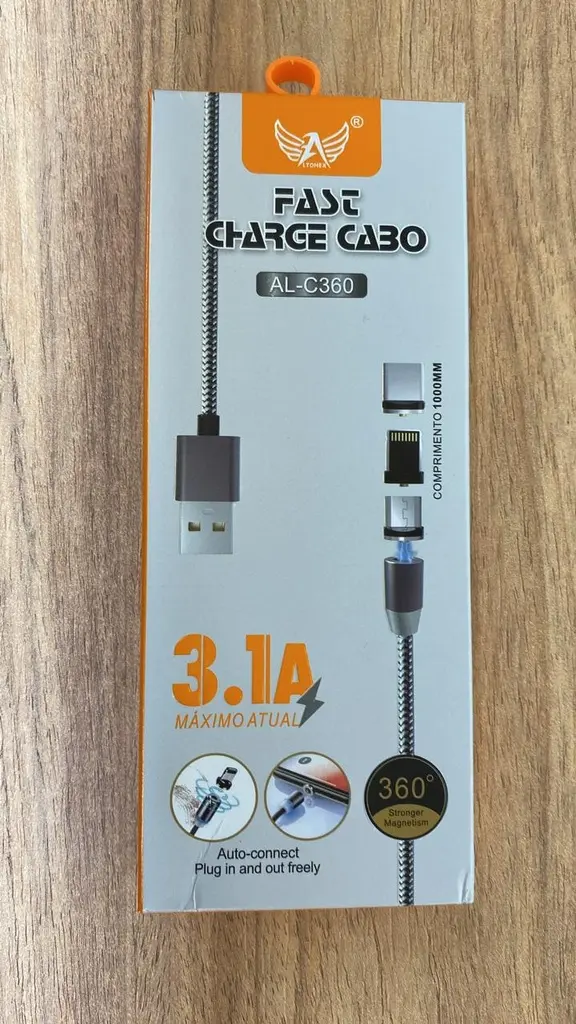 ®
ALTOMEX
FAST
CHARGE CABO
AL-C360
COMPRIMENTO 1000MM
3.1A
MÁXIMO ATUAL
360°
Stronger
Magnetism
Auto-connect
Plug in and out freely